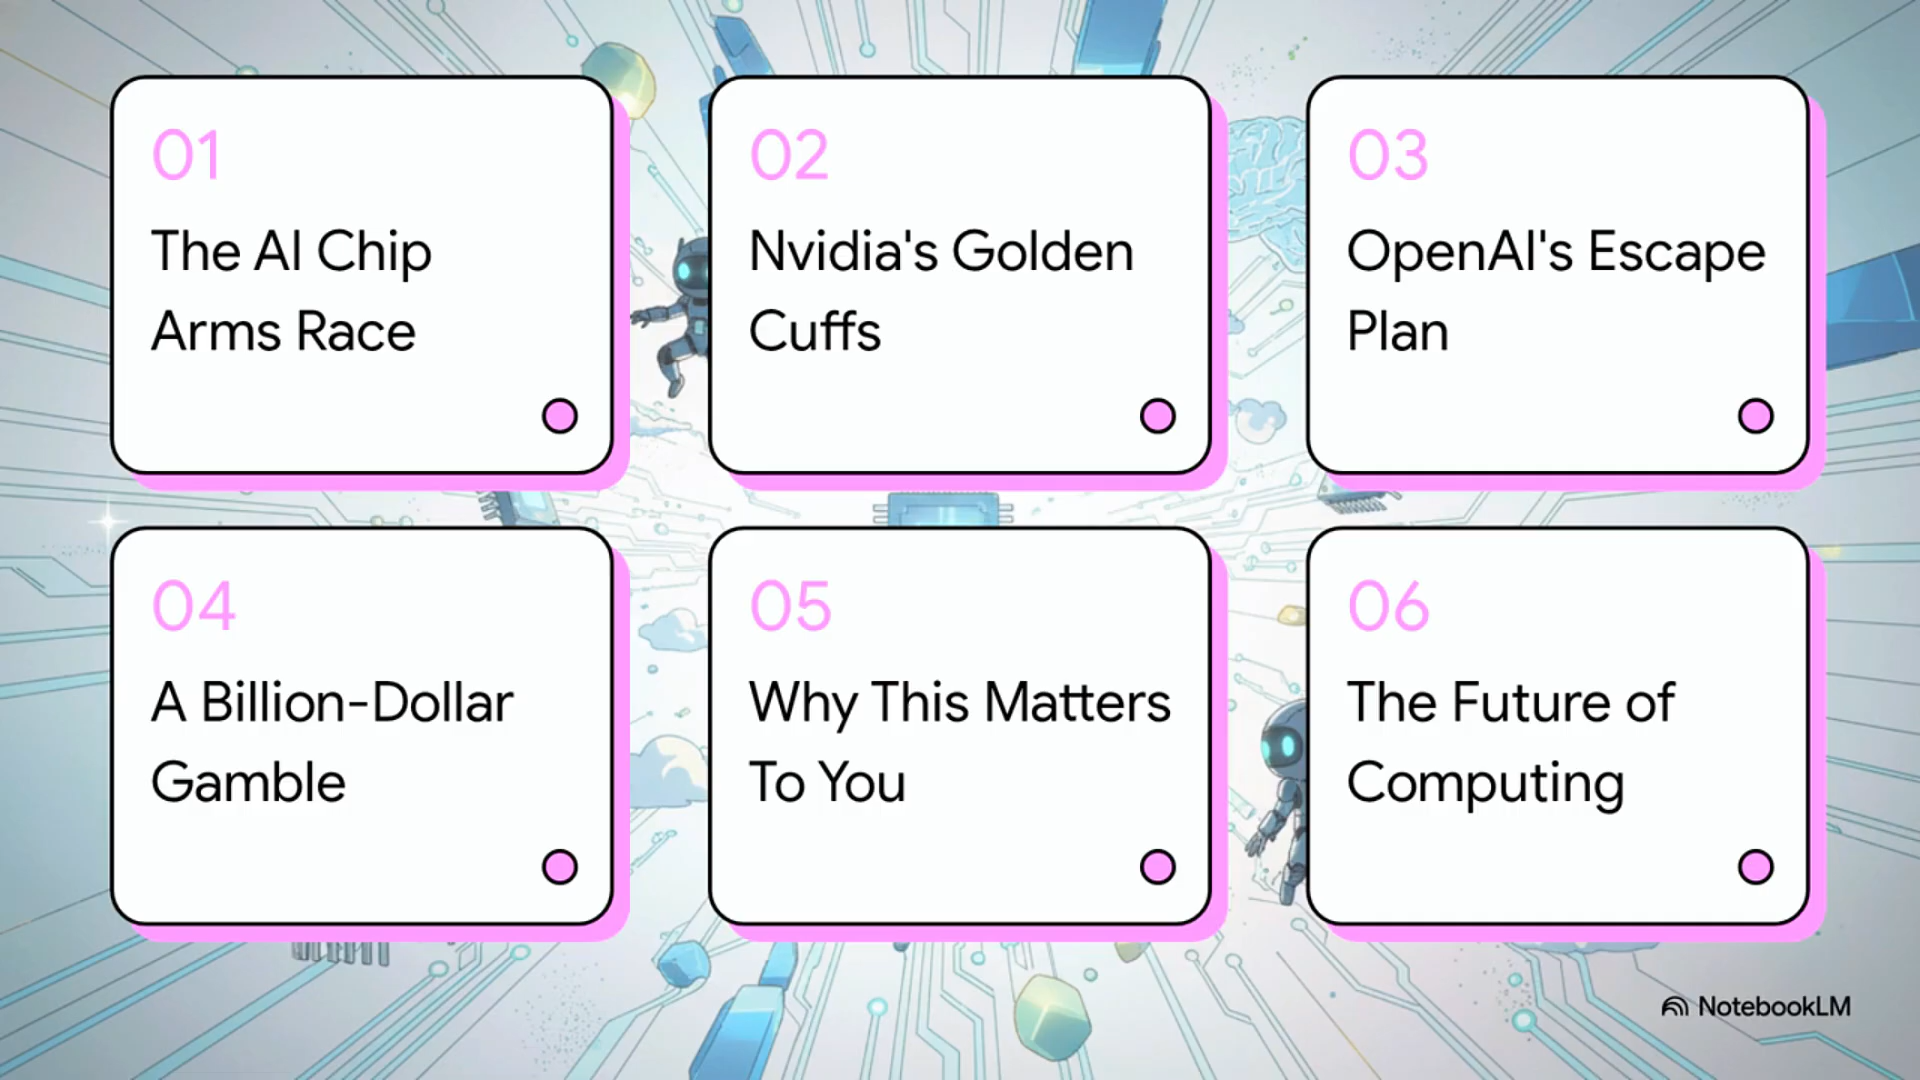 01
The AI Chip
Arms Race
02
Nvidia's Golden
Cuffs
03
OpenAI's Escape
Plan
04
A Billion-Dollar
Gamble
05
Why This Matters
To You
06
The Future of
Computing
NotebookLM